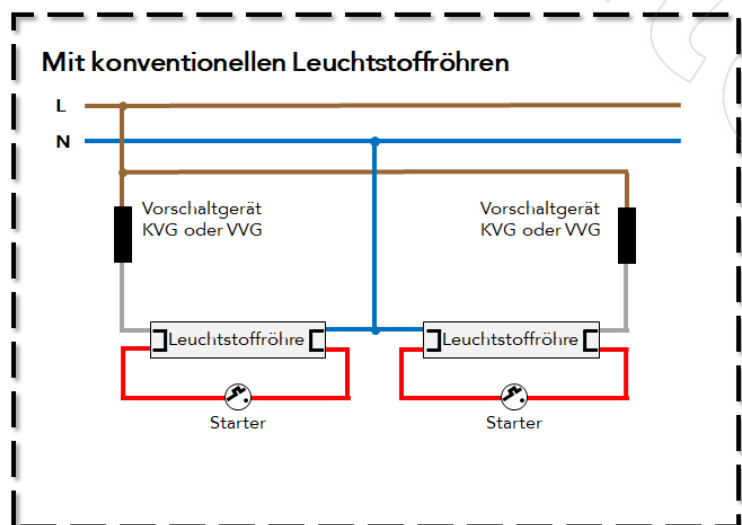 Mit konventionellen Leuchtstoffröhren
L
N
Vorschaltgerät
KVG oder VVG
Vorschaltgerät
KVG oder VVG
Leuchtstoffröhre
Leuchtstoffröhre
Starter
Starter